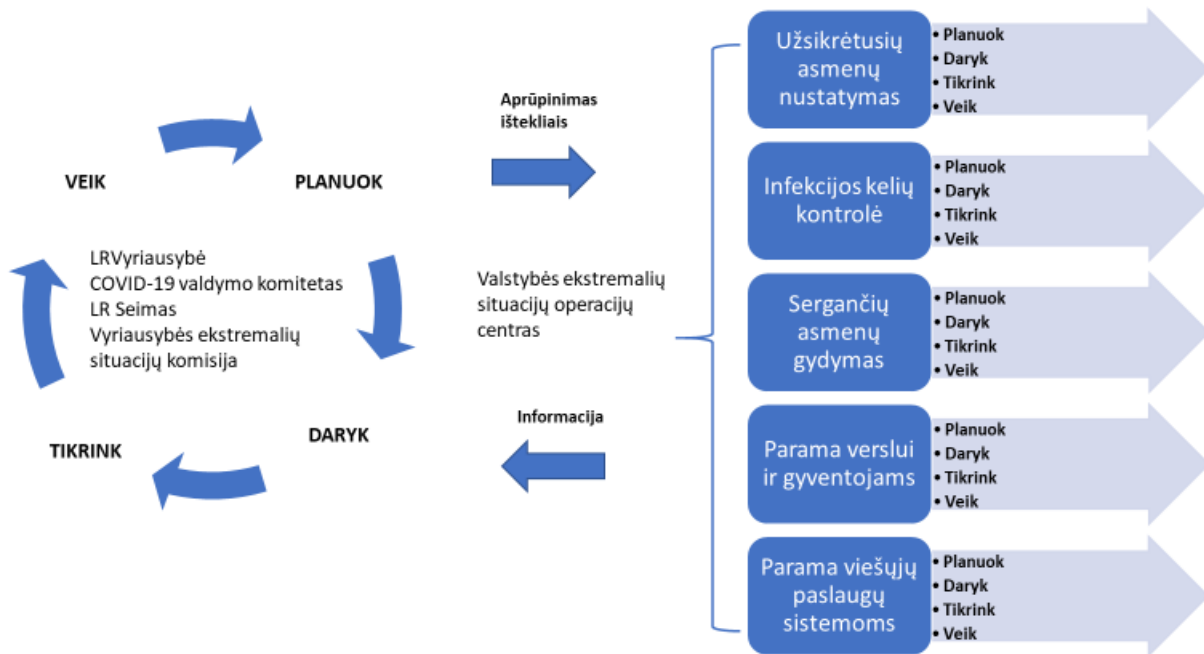 VEIK
PLANUOK
LRVyriausybė
COVID-19 valdymo komitetas
LR Seimas
Vyriausybės ekstremalių
situacijų komisija
TIKRINK
DARYK
Aprūpinimas
ištekliais
Valstybės ekstremalių
situacijų operacijų
centras
Informacija
Užsikrėtusių
asmenų
nustatymas
• Planuok
• Daryk
• Tikrink
• Veik
Infekcijos kelių
kontrolė
• Planuok
• Daryk
• Tikrink
• Veik
Sergančių
asmenų
gydymas
• Planuok
• Daryk
• Tikrink
• Veik
Parama verslui
ir gyventojams
• Planuok
• Daryk
• Tikrink
• Veik
Parama viešųjų
paslaugų
sistemoms
• Planuok
• Daryk
• Tikrink
• Veik